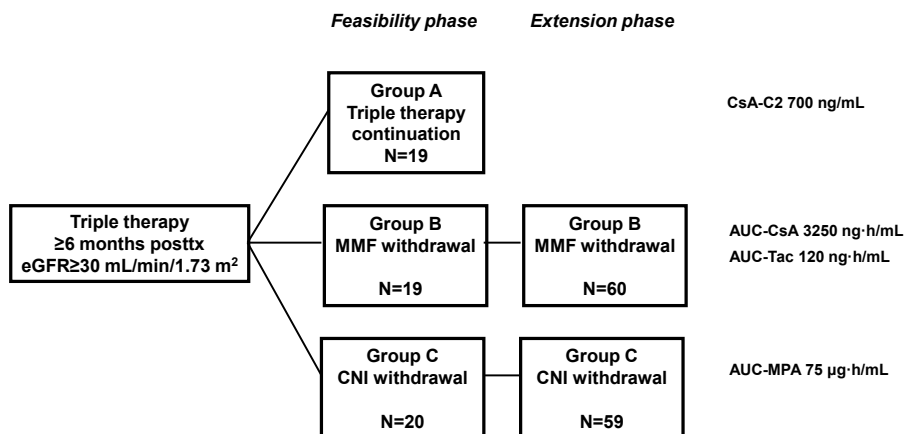 Feasibility phase
Extension phase
Group A
Triple therapy
continuation
N=19
CsA-C2 700 ng/mL
Triple therapy
≥6 months posttx
eGFR≥30 mL/min/1.73 m²
Group B
MMF withdrawal
N=19
Group B
MMF withdrawal
N=60
AUC-CsA 3250 ng·h/mL
AUC-Tac 120 ng·h/mL
Group C
CNI withdrawal
N=20
Group C
CNI withdrawal
N=59
AUC-MPA 75 µg·h/mL